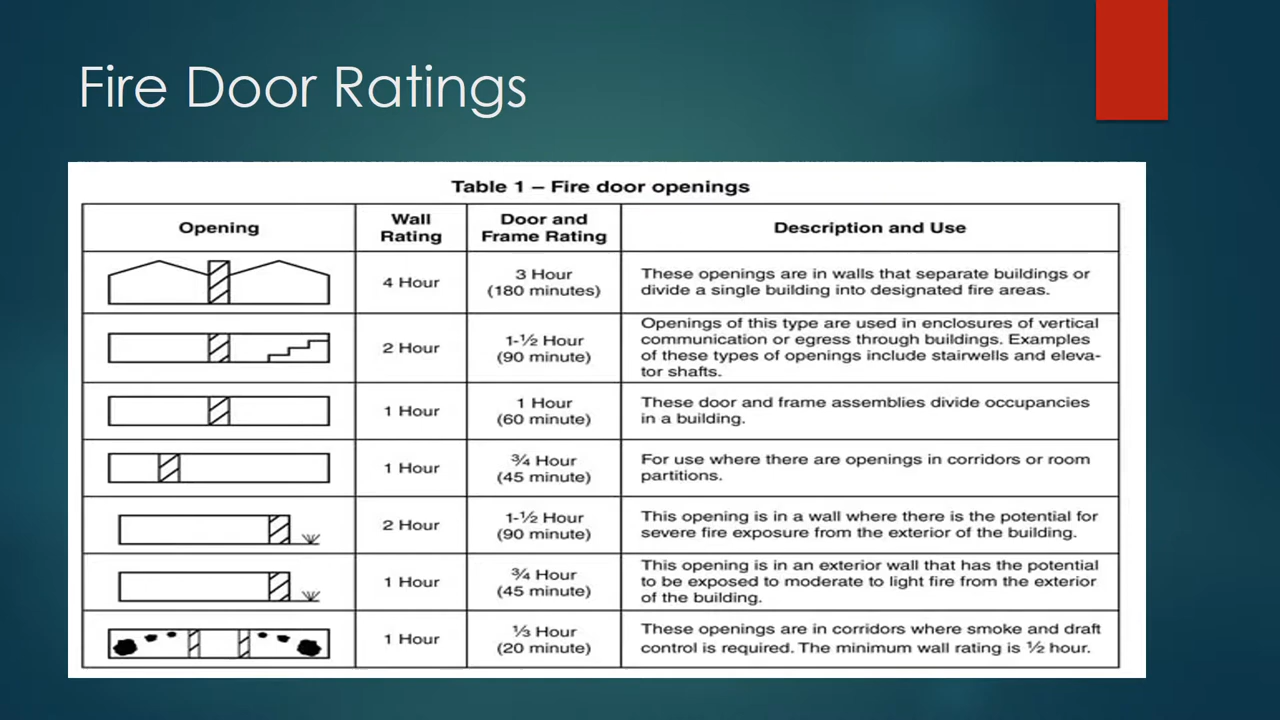 Fire Door Ratings
Table 1 – Fire door openings
Opening
Wall
Rating
Door and
Frame Rating
Description and Use
4 Hour
3 Hour
(180 minutes)
These openings are in walls that separate buildings or
divide a single building into designated fire areas.
2 Hour
1-½ Hour
(90 minute)
Openings of this type are used in enclosures of vertical
communication or egress through buildings. Examples
of these types of openings include stairwells and eleva-
tor shafts.
1 Hour
1 Hour
(60 minute)
These door and frame assemblies divide occupancies
in a building.
1 Hour
¾ Hour
(45 minute)
For use where there are openings in corridors or room
partitions.
2 Hour
1-½ Hour
(90 minute)
This opening is in a wall where there is the potential for
severe fire exposure from the exterior of the building.
1 Hour
¾ Hour
(45 minute)
This opening is in an exterior wall that has the potential
to be exposed to moderate to light fire from the exterior
of the building.
1 Hour
⅓ Hour
(20 minute)
These openings are in corridors where smoke and draft
control is required. The minimum wall rating is ½ hour.